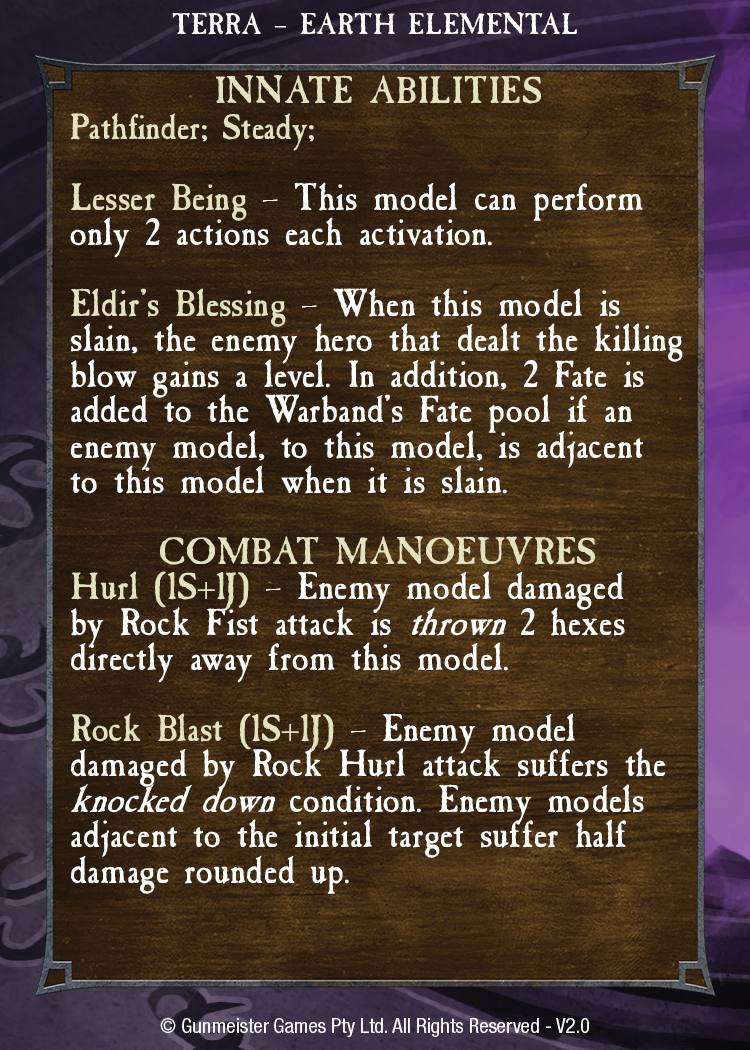 TERRA – EARTH ELEMENTAL
INNATE ABILITIES
Pathfinder; Steady;
Lesser Being – This model can perform
only 2 actions each activation.
Eldir's Blessing – When this model is
slain, the enemy hero that dealt the killing
blow gains a level. In addition, 2 Fate is
added to the Warband's Fate pool if an
enemy model, to this model, is adjacent
to this model when it is slain.
COMBAT MANOEUVRES
Hurl (1S+1J) – Enemy model damaged
by Rock Fist attack is thrown 2 hexes
directly away from this model.
Rock Blast (1S+1J) – Enemy model
damaged by Rock Hurl attack suffers the
knocked down condition. Enemy models
adjacent to the initial target suffer half
damage rounded up.
© Gunmeister Games Pty Ltd. All Rights Reserved - V2.0